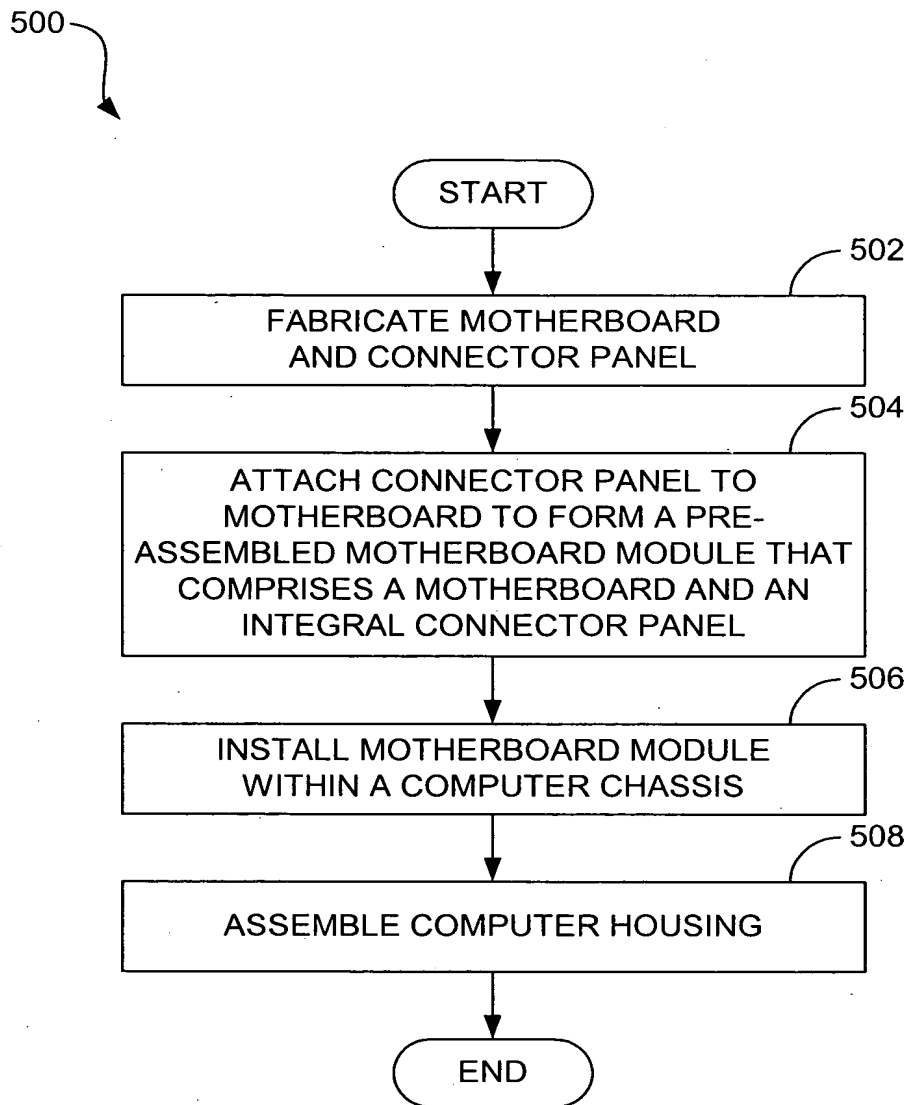 500
START
502
FABRICATE MOTHERBOARD
AND CONNECTOR PANEL
504
ATTACH CONNECTOR PANEL TO
MOTHERBOARD TO FORM A PRE-
ASSEMBLED MOTHERBOARD MODULE THAT
COMPRISES A MOTHERBOARD AND AN
INTEGRAL CONNECTOR PANEL
506
INSTALL MOTHERBOARD MODULE
WITHIN A COMPUTER CHASSIS
508
ASSEMBLE COMPUTER HOUSING
END